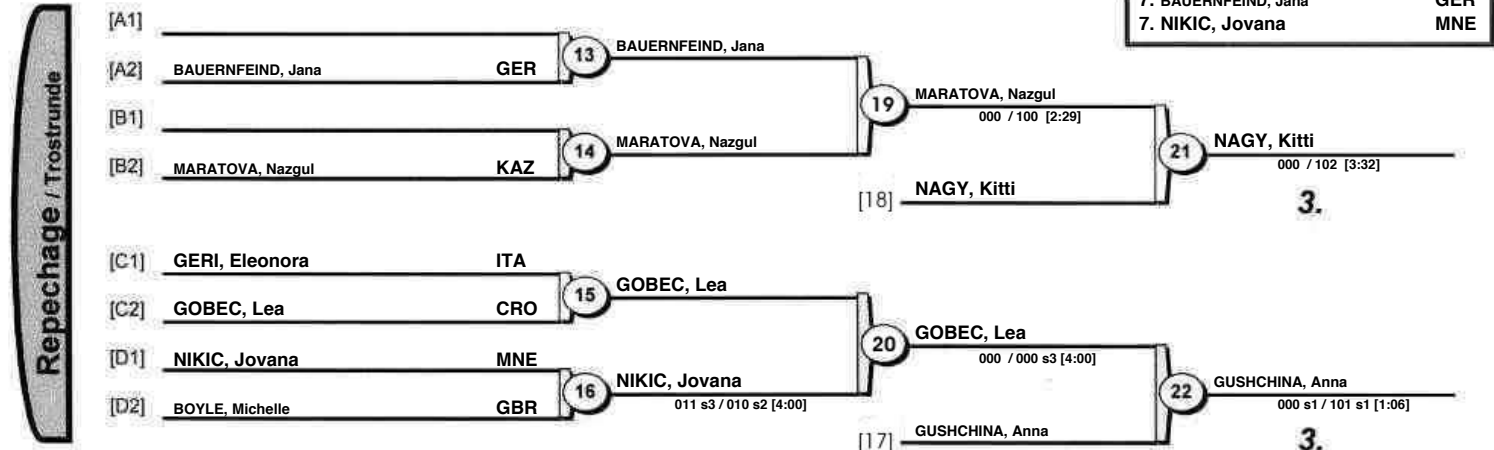 7. BAUERNFEIND, Jana GER
7. NIKIC, Jovana MNE
Repechage / Trostrunde
[A1]
[A2] BAUERNFEIND, Jana GER
13 BAUERNFEIND, Jana
[B1]
[B2] MARATOVA, Nazgul KAZ
14 MARATOVA, Nazgul
19 MARATOVA, Nazgul
000 / 100 [2:29]
[18] NAGY, Kitti
21 NAGY, Kitti
000 / 102 [3:32]
3.
[C1] GERI, Eleonora ITA
[C2] GOBEC, Lea CRO
15 GOBEC, Lea
[D1] NIKIC, Jovana MNE
[D2] BOYLE, Michelle GBR
16 NIKIC, Jovana
011 s3 / 010 s2 [4:00]
20 GOBEC, Lea
000 / 000 s3 [4:00]
[17] GUSHCHINA, Anna
22 GUSHCHINA, Anna
000 s1 / 101 s1 [1:06]
3.